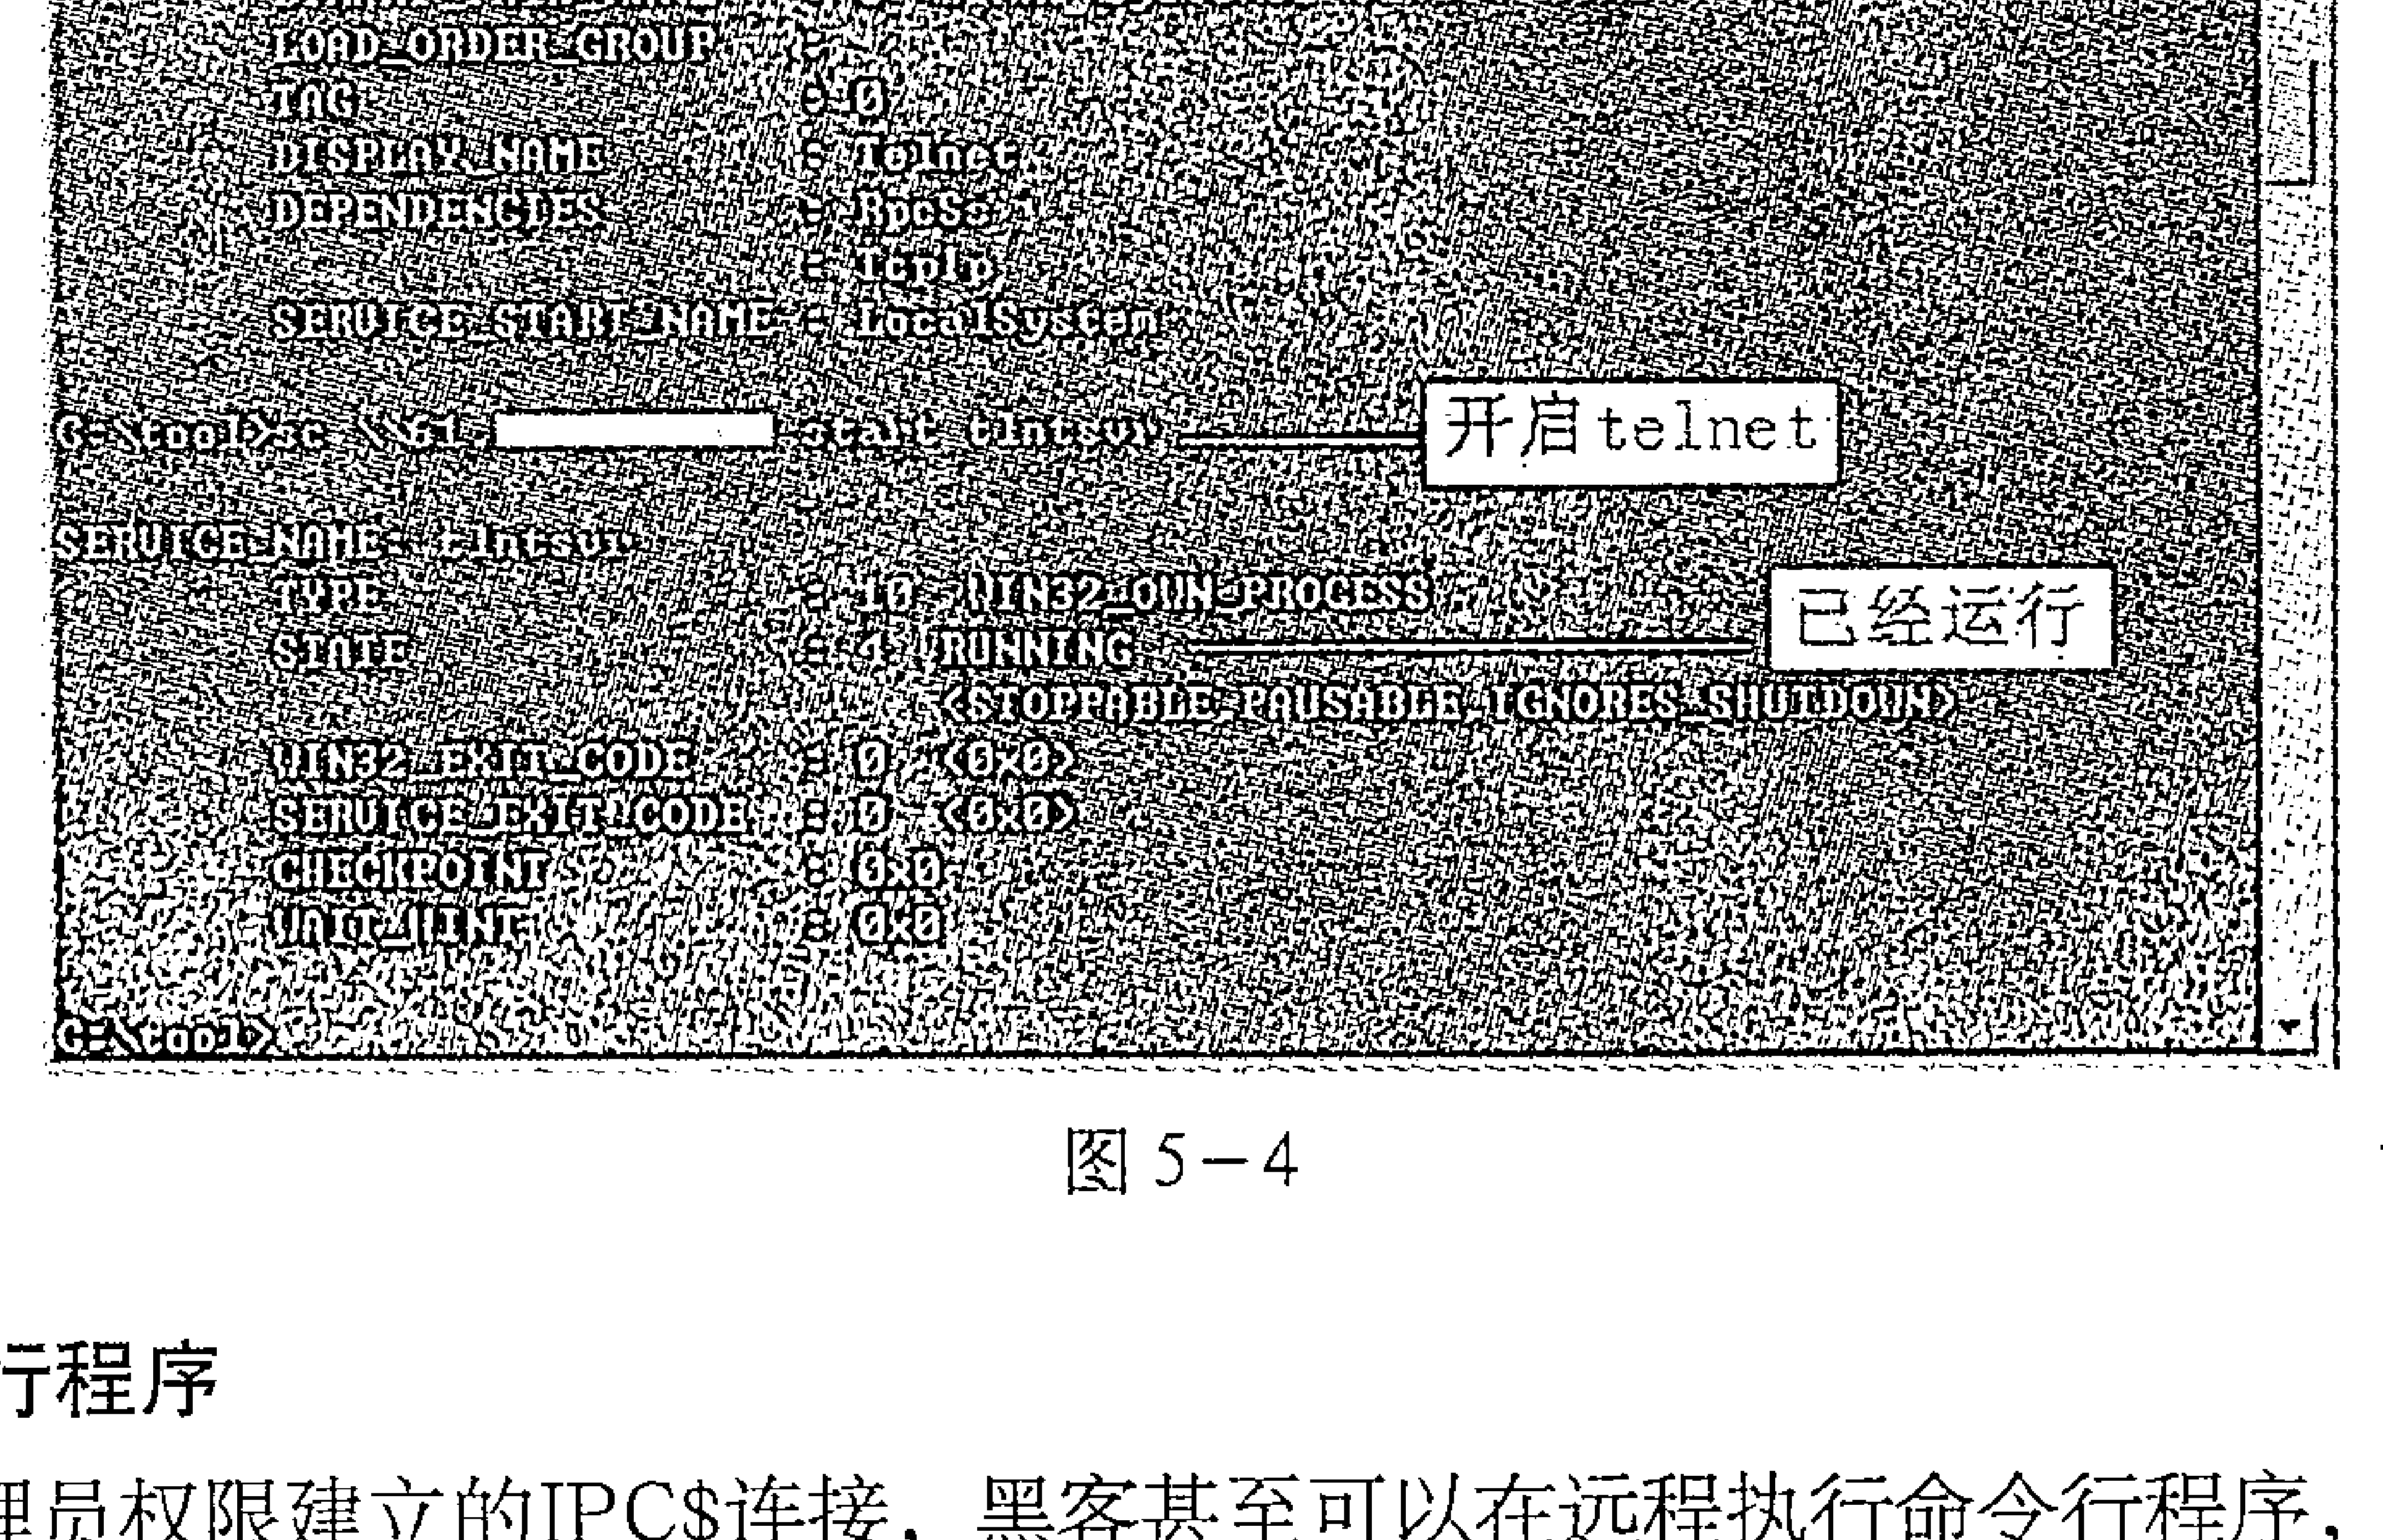 LOAD_ORDER_GROUP :
TAG : 0
DISPLAY_NAME : Telnet
DEPENDENCIES : RpcSs
: TcpIp
SERVICE_START_NAME : LocalSystem
G:\tool>sc \\61. start tlntsvr
开启telnet
SERVICE_NAME: tlntsvr
TYPE : 10 WIN32_OWN_PROCESS
STATE : 4 RUNNING
已经运行
<STOPPABLE,PAUSABLE,IGNORES_SHUTDOWN>
WIN32_EXIT_CODE : 0 <0x0>
SERVICE_EXIT_CODE : 0 <0x0>
CHECKPOINT : 0x0
WAIT_HINT : 0x0
G:\tool>
图 5-4
行程序
理员权限建立的IPC$连接，黑客甚至可以在远程执行命令行程序，